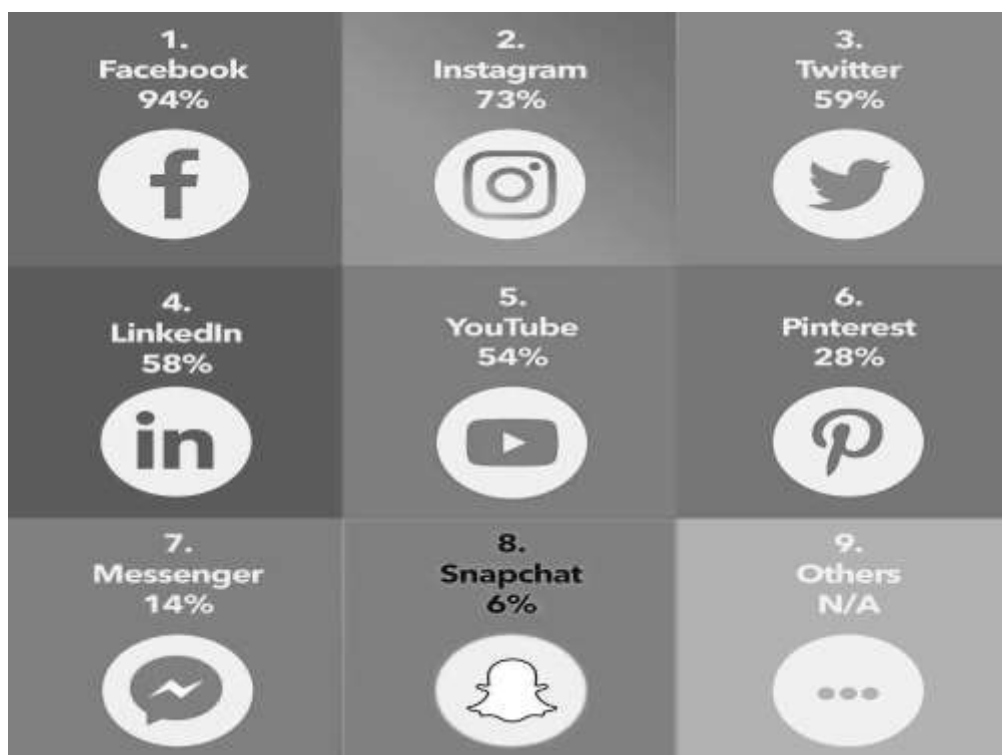 1.
Facebook
94%
2.
Instagram
73%
3.
Twitter
59%
4.
LinkedIn
58%
5.
YouTube
54%
6.
Pinterest
28%
7.
Messenger
14%
8.
Snapchat
6%
9.
Others
N/A